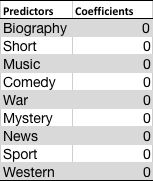 Predictors Coefficients
Biography 0
Short 0
Music 0
Comedy 0
War 0
Mystery 0
News 0
Sport 0
Western 0